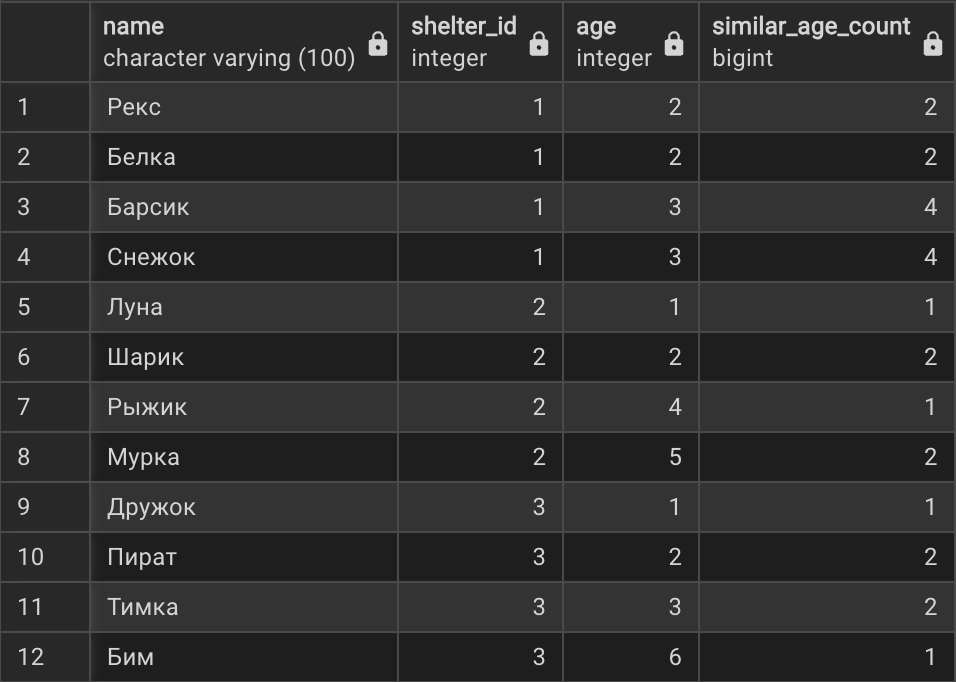 name shelter_id age similar_age_count
character varying (100) integer integer bigint
1 Рекс 1 2 2
2 Белка 1 2 2
3 Барсик 1 3 4
4 Снежок 1 3 4
5 Луна 2 1 1
6 Шарик 2 2 2
7 Рыжик 2 4 1
8 Мурка 2 5 2
9 Дружок 3 1 1
10 Пират 3 2 2
11 Тимка 3 3 2
12 Бим 3 6 1